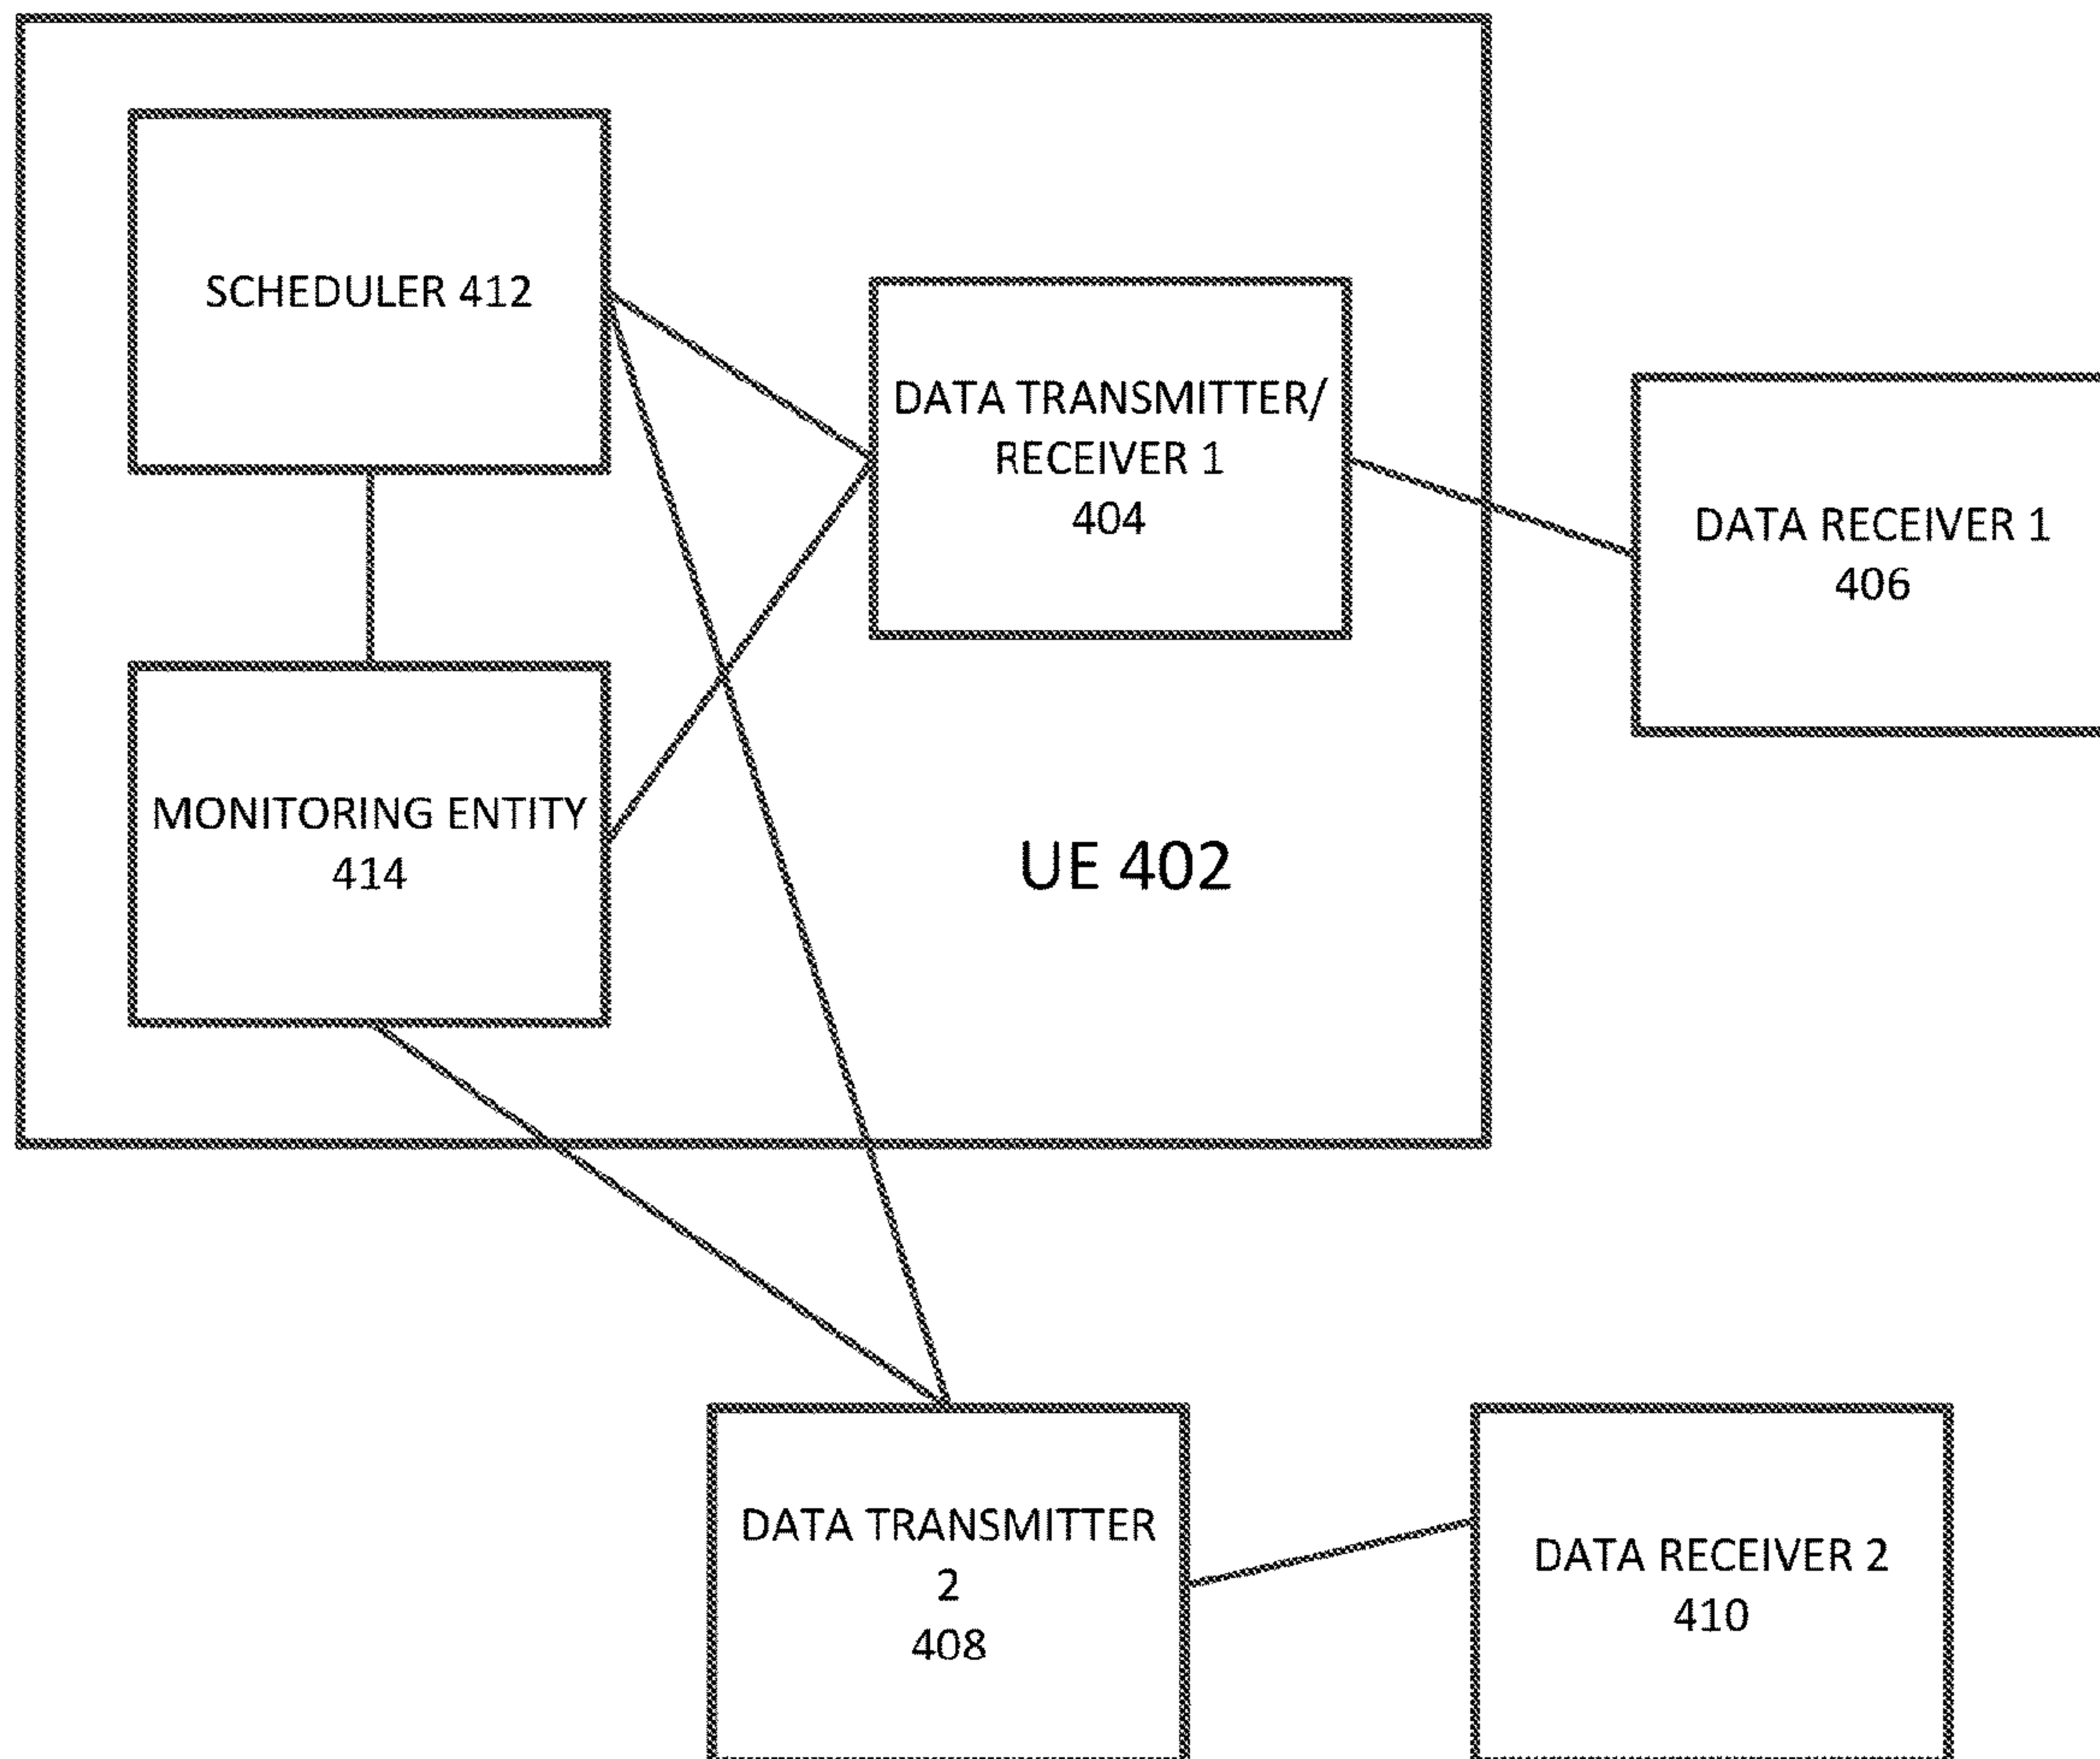 SCHEDULER 412
DATA TRANSMITTER/
RECEIVER 1
404
DATA RECEIVER 1
406
MONITORING ENTITY
414
UE 402
DATA TRANSMITTER
2
408
DATA RECEIVER 2
410